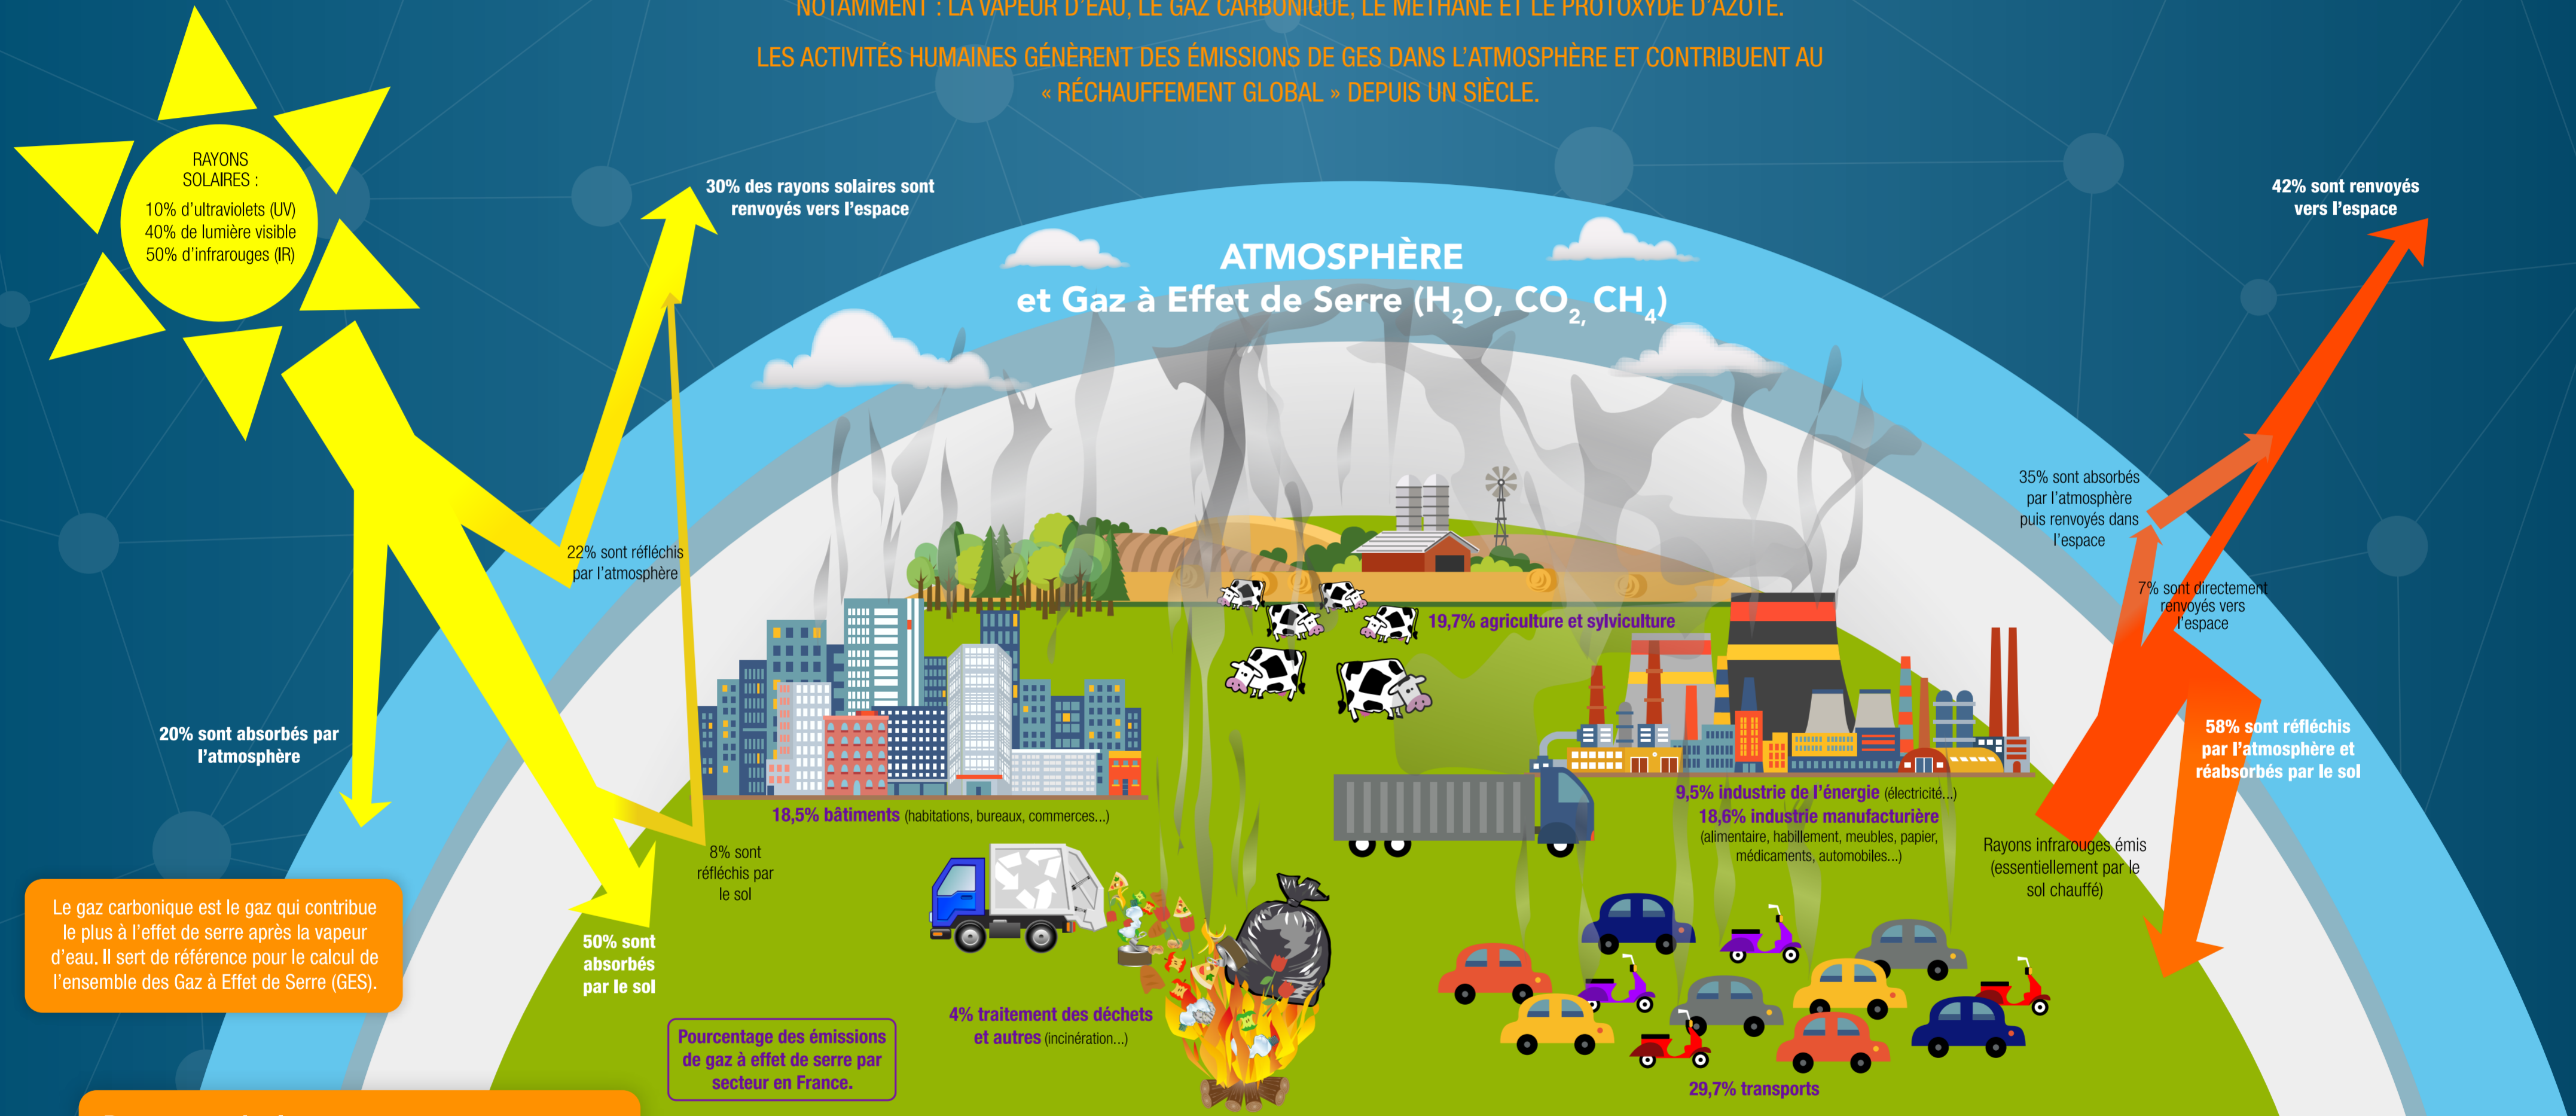 NOTAMMENT : LA VAPEUR D'EAU, LE GAZ CARBONIQUE, LE MÉTHANE ET LE PROTOXYDE D'AZOTE.
LES ACTIVITÉS HUMAINES GÉNÈRENT DES ÉMISSIONS DE GES DANS L'ATMOSPHÈRE ET CONTRIBUENT AU
« RÉCHAUFFEMENT GLOBAL » DEPUIS UN SIÈCLE.
RAYONS
SOLAIRES :
10% d'ultraviolets (UV)
40% de lumière visible
50% d'infrarouges (IR)
30% des rayons solaires sont
renvoyés vers l'espace
42% sont renvoyés
vers l'espace
ATMOSPHÈRE
et Gaz à Effet de Serre (H₂O, CO₂, CH₄)
22% sont réfléchis
par l'atmosphère
35% sont absorbés
par l'atmosphère
puis renvoyés dans
l'espace
7% sont directement
renvoyés vers
l'espace
19,7% agriculture et sylviculture
20% sont absorbés par
l'atmosphère
58% sont réfléchis
par l'atmosphère et
réabsorbés par le sol
18,5% bâtiments (habitations, bureaux, commerces...)
9,5% industrie de l'énergie (électricité...)
18,6% industrie manufacturière
(alimentaire, habillement, meubles, papier,
médicaments, automobiles...)
8% sont
réfléchis par
le sol
Rayons infrarouges émis
(essentiellement par le
sol chauffé)
Le gaz carbonique est le gaz qui contribue
le plus à l'effet de serre après la vapeur
d'eau. Il sert de référence pour le calcul de
l'ensemble des Gaz à Effet de Serre (GES).
50% sont
absorbés
par le sol
4% traitement des déchets
et autres (incinération...)
Pourcentage des émissions
de gaz à effet de serre par
secteur en France.
29,7% transports